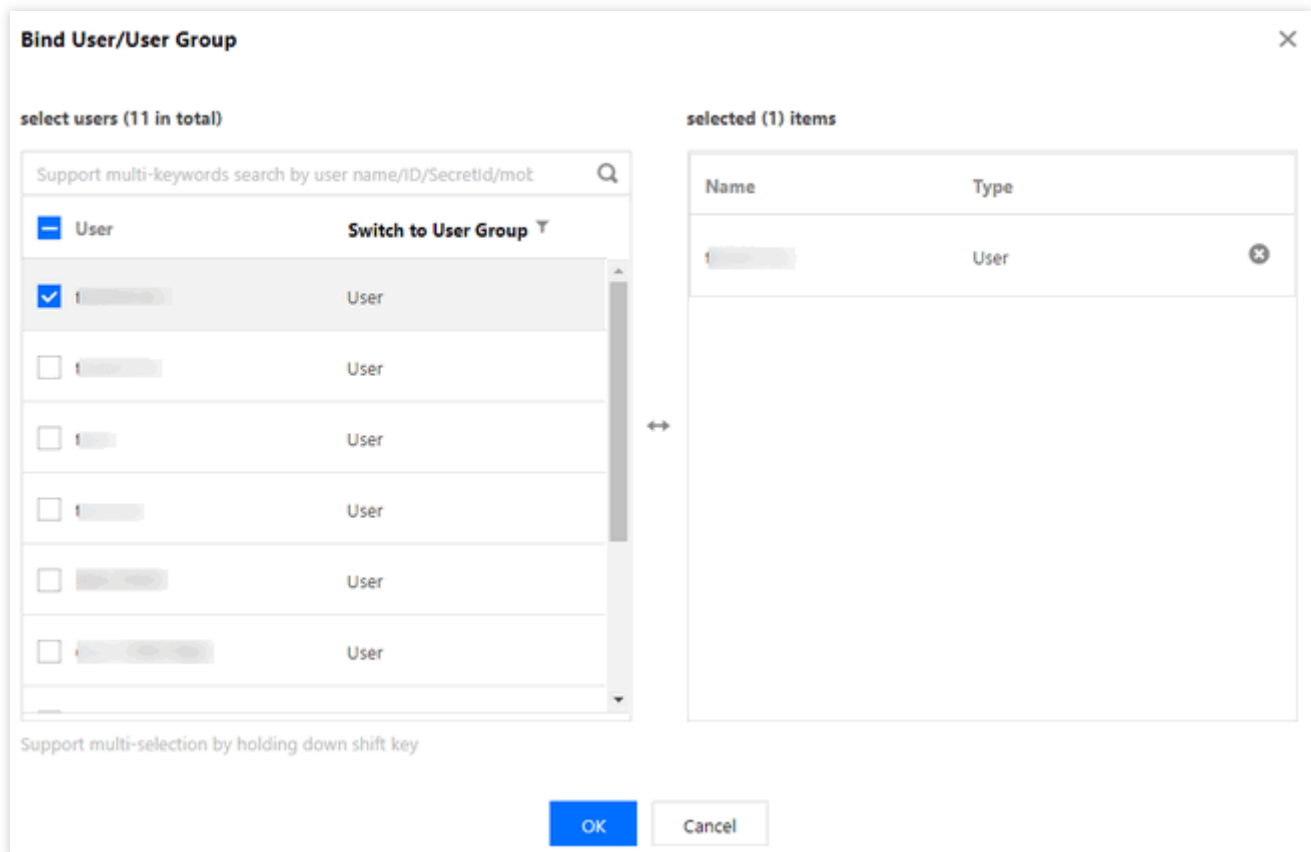 Bind User/User Group
select users (11 in total)
selected (1) items
Support multi-keywords search by user name/ID/SecretId/mot
User Switch to User Group
User
User
User
User
User
User
Support multi-selection by holding down shift key
Name Type
User
OK Cancel